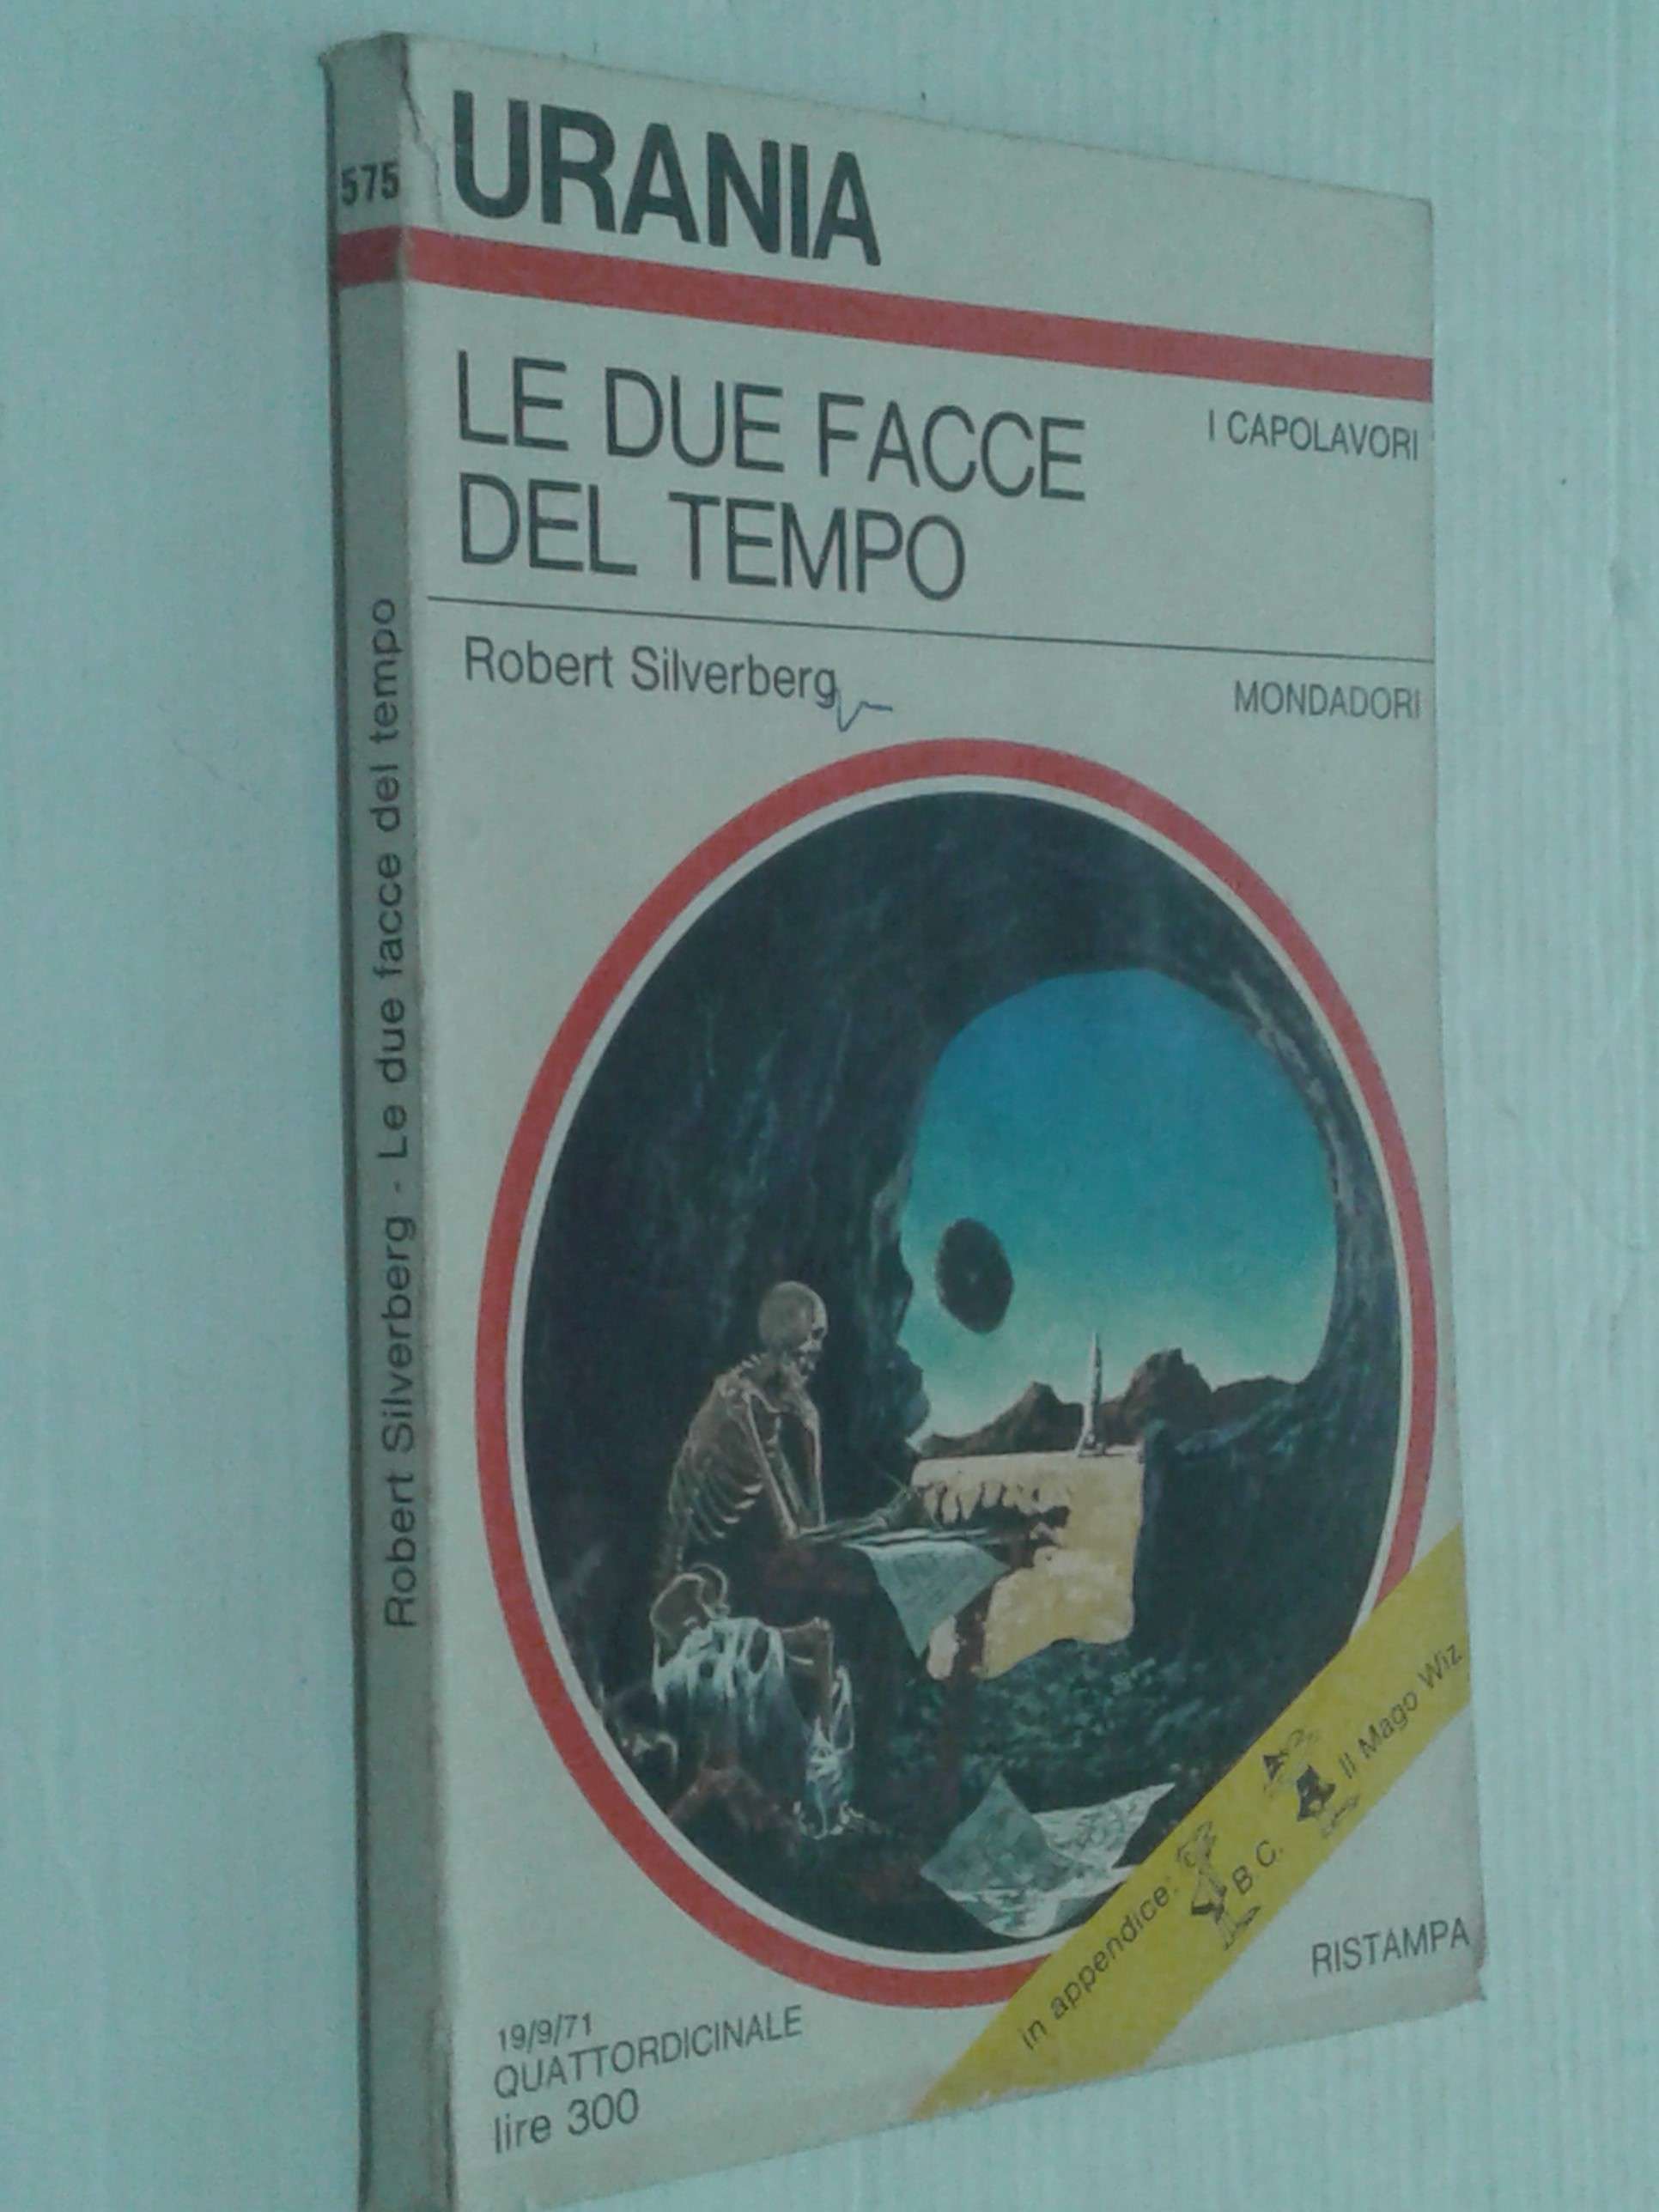 575
URANIA
LE DUE FACCE
DEL TEMPO
I CAPOLAVORI
Robert Silverberg
MONDADORI
Robert Silverberg - Le due facce del tempo
in appendice: B.C. Il Mago Wiz
RISTAMPA
19/9/71
QUATTORDICINALE
lire 300